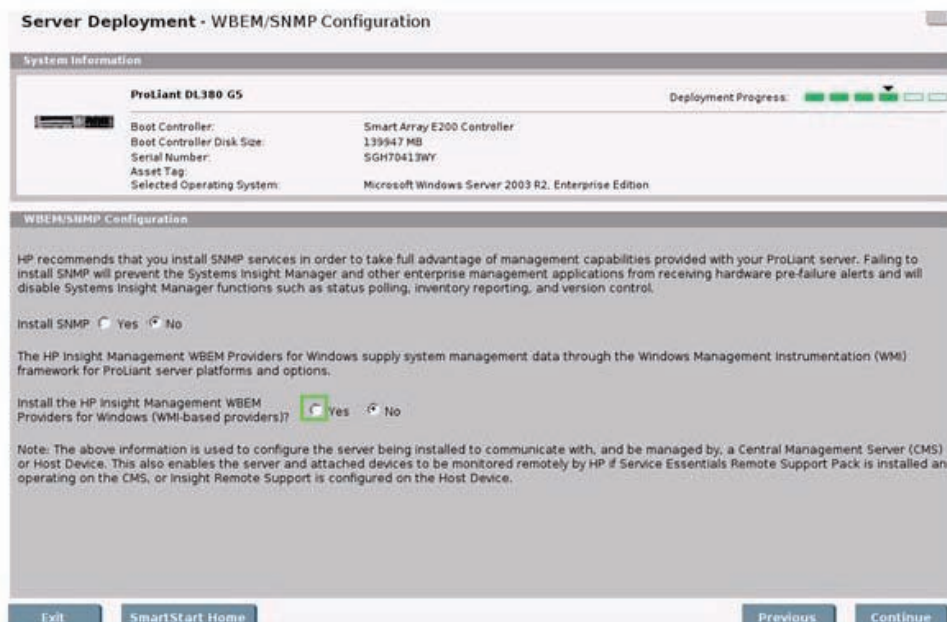 Server Deployment - WBEM/SNMP Configuration
System Information
ProLiant DL380 G5
Deployment Progress:
Boot Controller: Smart Array E200 Controller
Boot Controller Disk Size: 139947 MB
Serial Number: SGH70413WY
Asset Tag:
Selected Operating System: Microsoft Windows Server 2003 R2, Enterprise Edition
WBEM/SNMP Configuration
HP recommends that you install SNMP services in order to take full advantage of management capabilities provided with your ProLiant server. Failing to
install SNMP will prevent the Systems Insight Manager and other enterprise management applications from receiving hardware pre-failure alerts and will
disable Systems Insight Manager functions such as status polling, inventory reporting, and version control.
Install SNMP Yes No
The HP Insight Management WBEM Providers for Windows supply system management data through the Windows Management Instrumentation (WMI)
framework for ProLiant server platforms and options.
Install the HP Insight Management WBEM
Providers for Windows (WMI-based providers)? Yes No
Note: The above information is used to configure the server being installed to communicate with, and be managed by, a Central Management Server (CMS)
or Host Device. This also enables the server and attached devices to be monitored remotely by HP if Service Essentials Remote Support Pack is installed an
operating on the CMS, or Insight Remote Support is configured on the Host Device.
Exit SmartStart Home Previous Continue